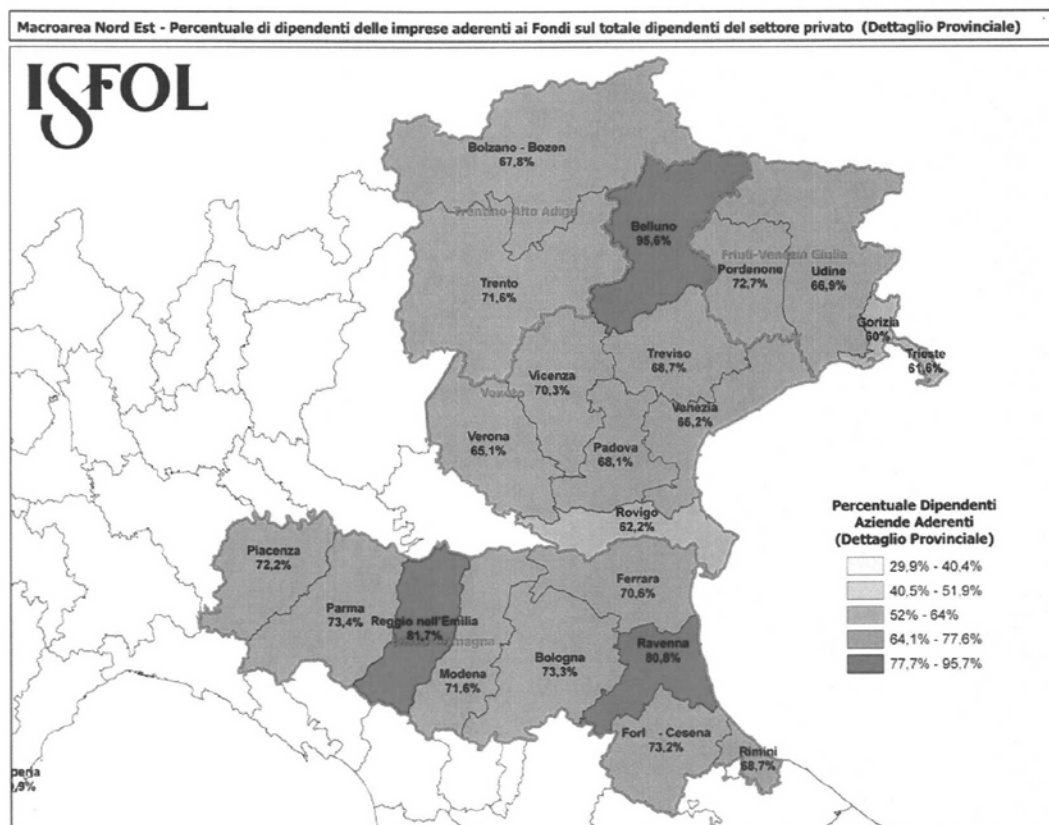 Macroarea Nord Est - Percentuale di dipendenti delle imprese aderenti ai Fondi sul totale dipendenti del settore privato (Dettaglio Provinciale)
ISFOL
Bolzano - Bozen
67,8%
Trentino-Alto Adige
Belluno
95,6%
Friuli-Venezia Giulia
Pordenone
72,7%
Udine
66,9%
Trento
71,6%
Gorizia
60%
Trieste
61,6%
Treviso
68,7%
Vicenza
70,3%
Veneto
Venezia
66,2%
Verona
65,1%
Padova
68,1%
Rovigo
62,2%
Percentuale Dipendenti
Aziende Aderenti
(Dettaglio Provinciale)
29,9% - 40,4%
40,5% - 51,9%
52% - 64%
64,1% - 77,6%
77,7% - 95,7%
Piacenza
72,2%
Ferrara
70,6%
Parma
73,4%
Reggio nell'Emilia
81,7%
Ravenna
80,8%
Bologna
73,3%
Modena
71,6%
Forl - Cesena
73,2%
Rimini
68,7%
peria
,9%